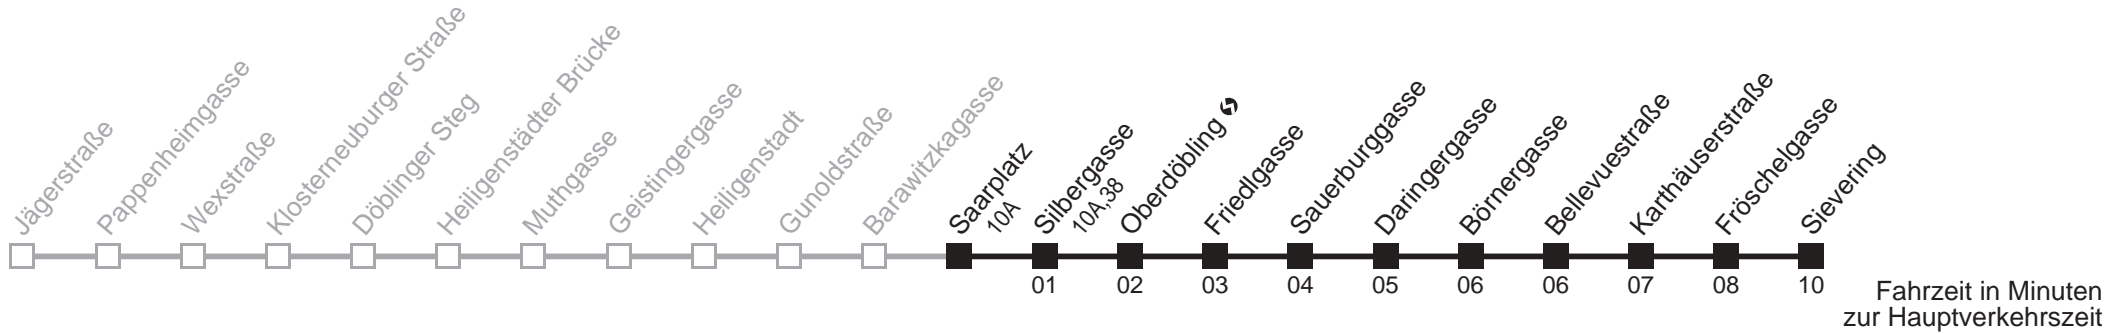 Jägerstraße
Pappenheimgasse
Wexstraße
Klosterneuburger Straße
Döblinger Steg
Heiligenstädter Brücke
Muthgasse
Geistingergasse
Heiligenstadt
Gunoldstraße
Barawitzkagasse
Saarplatz
10A
Silbergasse
10A,38
Oberdöbling
Friedlgasse
Sauerburggasse
Daringergasse
Börnergasse
Bellevuestraße
Karthäuserstraße
Fröschelgasse
Sievering
01 02 03 04 05 06 06 07 08 10
Fahrzeit in Minuten
zur Hauptverkehrszeit